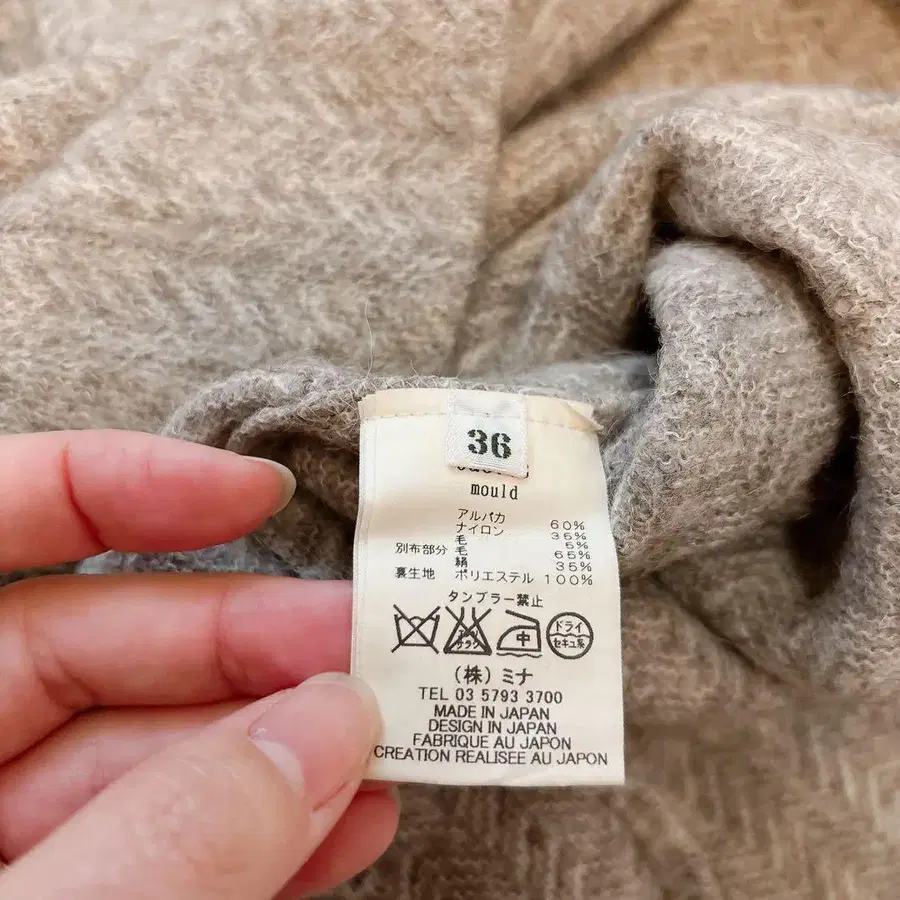 36
mould
アルパカ 60%
ナイロン 35%
毛 5%
別布部分 毛 65%
絹 35%
裏生地 ポリエステル 100%
タンブラー禁止
中
ドライ
セキユ系
(株) ミナ
TEL 03 5793 3700
MADE IN JAPAN
DESIGN IN JAPAN
FABRIQUE AU JAPON
CREATION REALISEE AU JAPON